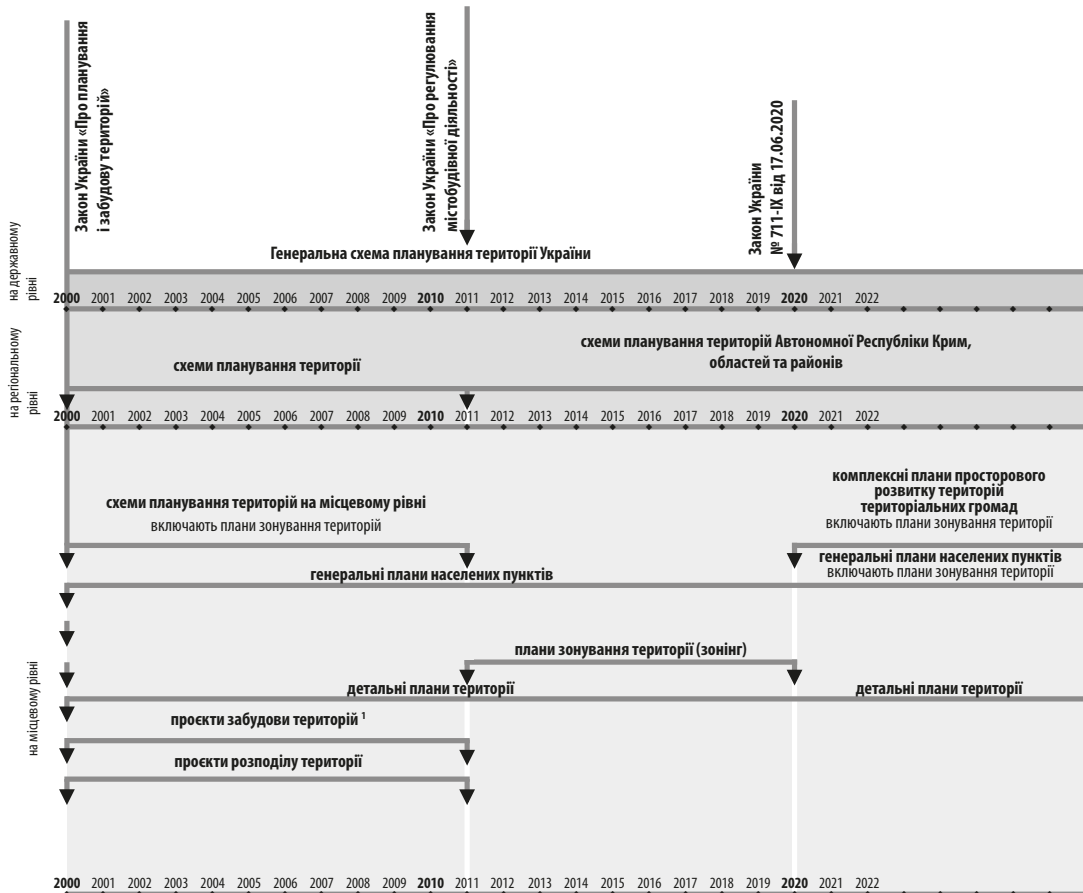 Закон України «Про планування
і забудову територій»
Закон України «Про регулювання
містобудівної діяльності»
Закон України
№ 711-IX від 17.06.2020
на державному
рівні
Генеральна схема планування території України
2000 2001 2002 2003 2004 2005 2006 2007 2008 2009 2010 2011 2012 2013 2014 2015 2016 2017 2018 2019 2020 2021 2022
на регіональному
рівні
схеми планування території
схеми планування територій Автономної Республіки Крим,
областей та районів
2000 2001 2002 2003 2004 2005 2006 2007 2008 2009 2010 2011 2012 2013 2014 2015 2016 2017 2018 2019 2020 2021 2022
на місцевому рівні
схеми планування територій на місцевому рівні
включають плани зонування територій
комплексні плани просторового
розвитку територій
територіальних громад
включають плани зонування території
генеральні плани населених пунктів
генеральні плани населених пунктів
включають плани зонування території
плани зонування території (зонінг)
детальні плани території
детальні плани території
проєкти забудови територій ¹
проєкти розподілу території
2000 2001 2002 2003 2004 2005 2006 2007 2008 2009 2010 2011 2012 2013 2014 2015 2016 2017 2018 2019 2020 2021 2022